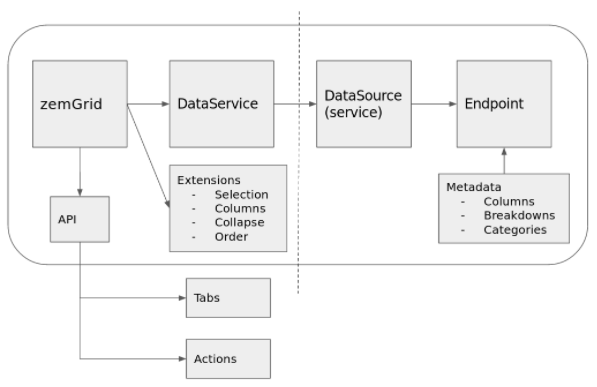 zemGrid
DataService
DataSource
(service)
Endpoint
Extensions
- Selection
- Columns
- Collapse
- Order
Metadata
- Columns
- Breakdowns
- Categories
API
Tabs
Actions